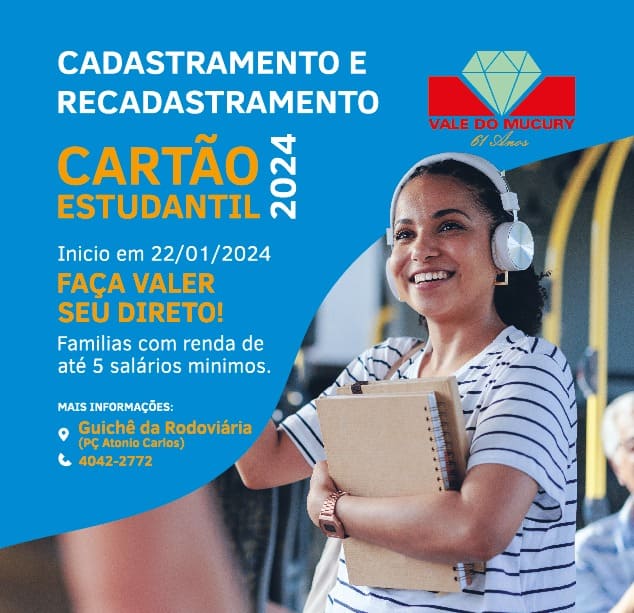 CADASTRAMENTO E
RECADASTRAMENTO
VALE DO MUCURY
61 Anos
CARTÃO
ESTUDANTIL
2024
Inicio em 22/01/2024
FAÇA VALER
SEU DIRETO!
Familias com renda de
até 5 salários minimos.
MAIS INFORMAÇÕES:
Guichê da Rodoviária
(PÇ Atonio Carlos)
4042-2772